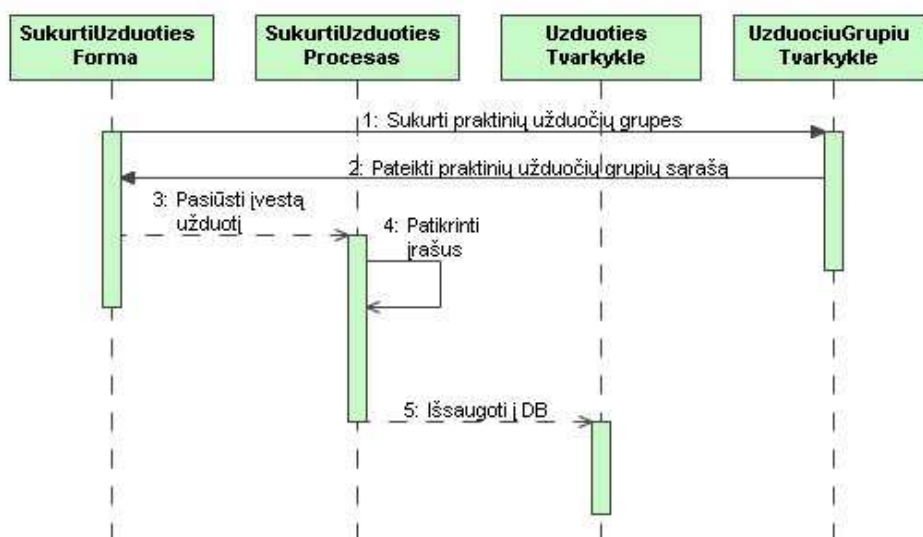 SukurtiUzduoties
Forma
SukurtiUzduoties
Procesas
Uzduoties
Tvarkykle
UzduociuGrupiu
Tvarkykle
1: Sukurti praktinių užduočių grupes
2: Pateikti praktinių užduočių grupių sąrašą
3: Pasiūsti įvestą
užduotį
4: Patikrinti
įrašus
5: Išsaugoti į DB